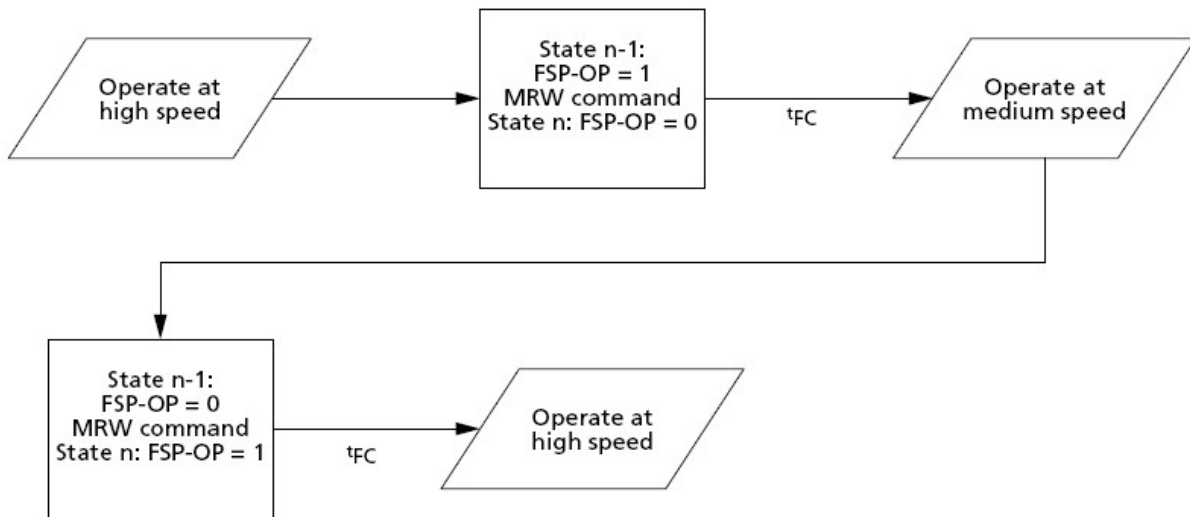 Operate at
high speed
State n-1:
FSP-OP = 1
MRW command
State n: FSP-OP = 0
tFC
Operate at
medium speed
State n-1:
FSP-OP = 0
MRW command
State n: FSP-OP = 1
tFC
Operate at
high speed